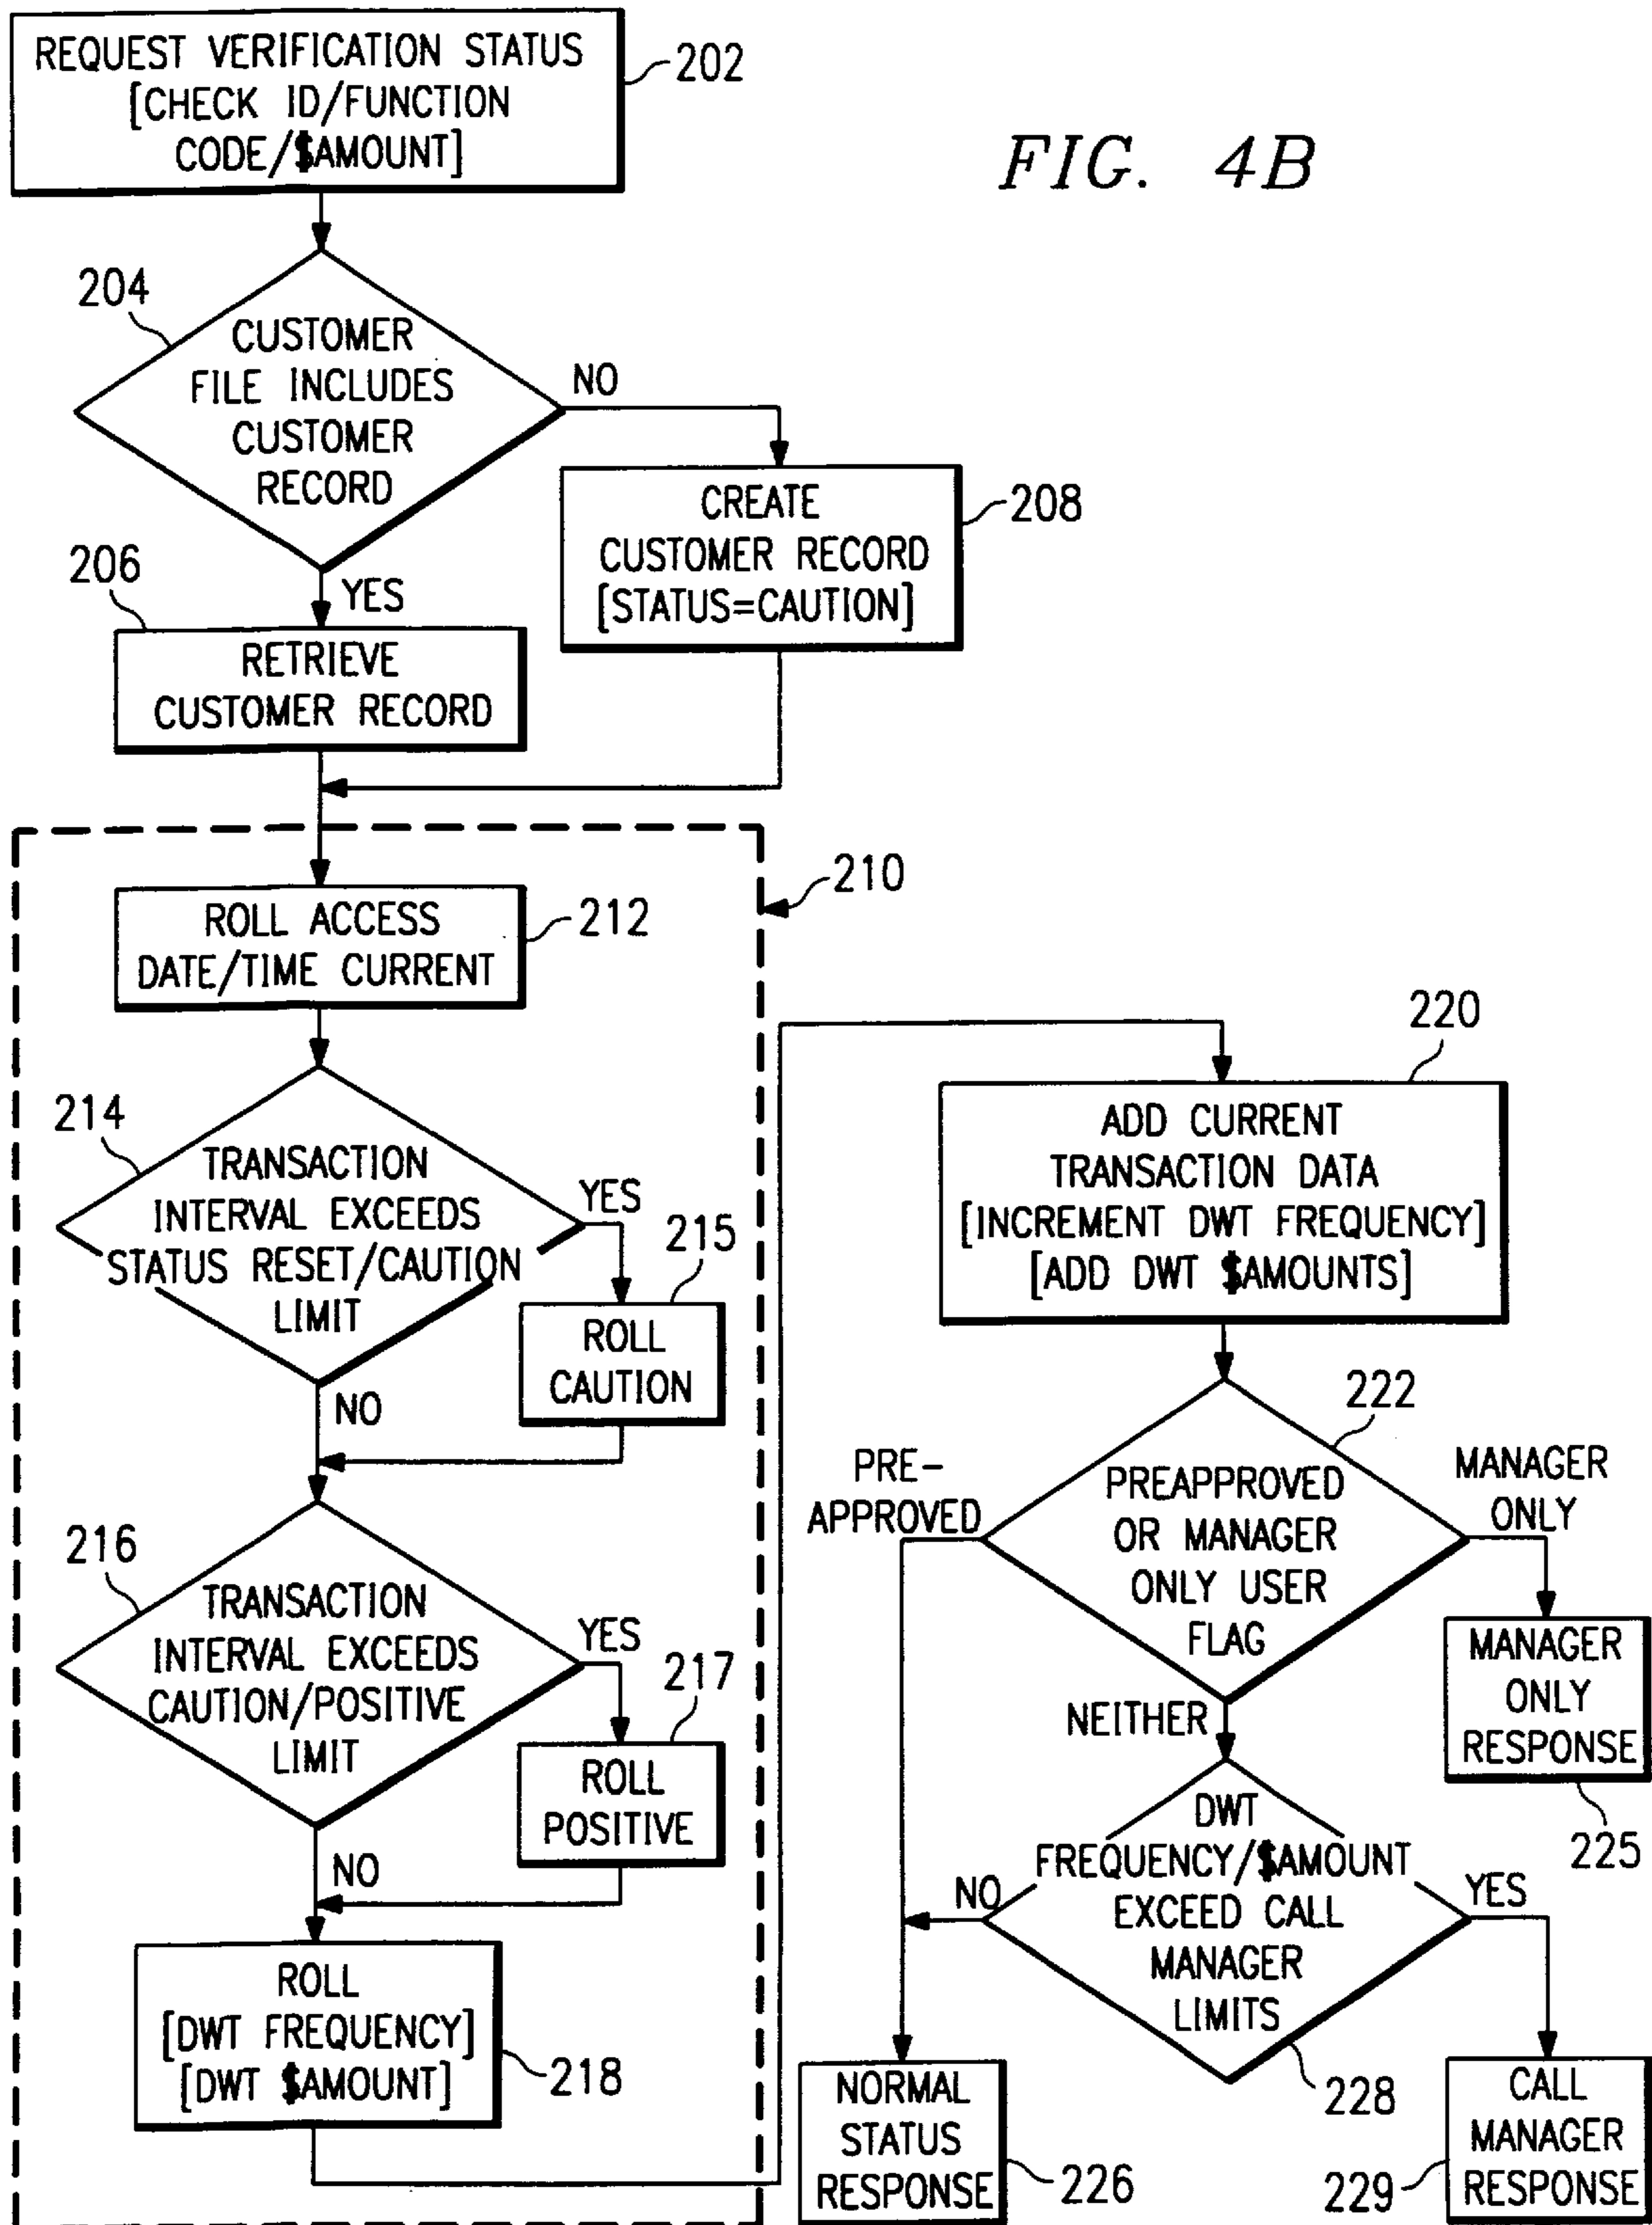 FIG. 4B
REQUEST VERIFICATION STATUS
[CHECK ID/FUNCTION
CODE/$AMOUNT]
202
204
CUSTOMER
FILE INCLUDES
CUSTOMER
RECORD
NO
YES
CREATE
CUSTOMER RECORD
[STATUS=CAUTION]
208
206
RETRIEVE
CUSTOMER RECORD
210
ROLL ACCESS
DATE/TIME CURRENT
212
214
TRANSACTION
INTERVAL EXCEEDS
STATUS RESET/CAUTION
LIMIT
YES
215
ROLL
CAUTION
NO
216
TRANSACTION
INTERVAL EXCEEDS
CAUTION/POSITIVE
LIMIT
YES
217
ROLL
POSITIVE
NO
ROLL
[DWT FREQUENCY]
[DWT $AMOUNT]
218
220
ADD CURRENT
TRANSACTION DATA
[INCREMENT DWT FREQUENCY]
[ADD DWT $AMOUNTS]
222
PRE-
APPROVED
PREAPPROVED
OR MANAGER
ONLY USER
FLAG
MANAGER
ONLY
MANAGER
ONLY
RESPONSE
225
NEITHER
DWT
FREQUENCY/$AMOUNT
EXCEED CALL
MANAGER
LIMITS
NO
YES
228
NORMAL
STATUS
RESPONSE
226
CALL
MANAGER
RESPONSE
229